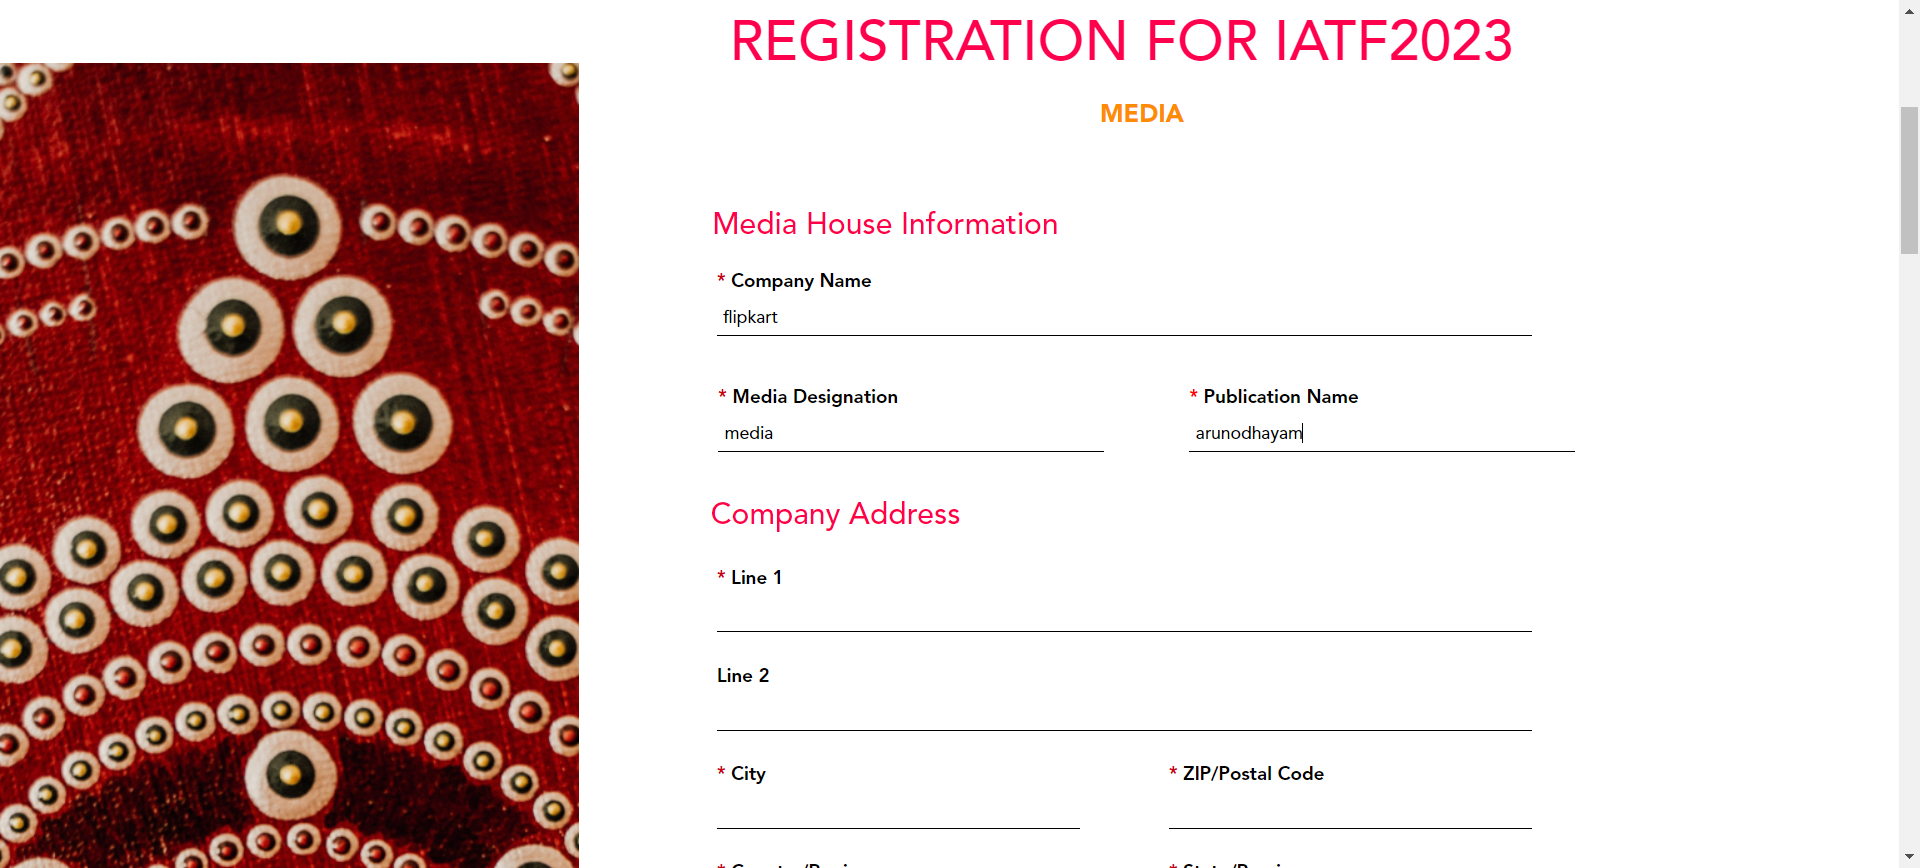 REGISTRATION FOR IATF2023
MEDIA
Media House Information
* Company Name
flipkart
* Media Designation
* Publication Name
media
arunodhayam
Company Address
* Line 1
Line 2
* City
* ZIP/Postal Code